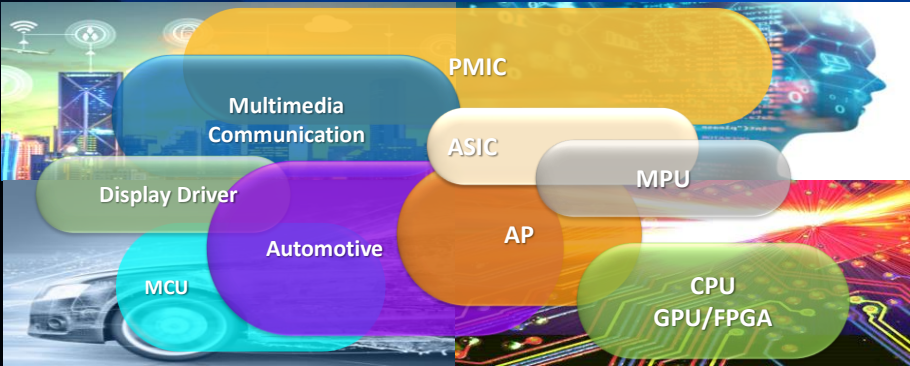 PMIC
Multimedia
Communication
ASIC
MPU
Display Driver
AP
Automotive
MCU
CPU
GPU/FPGA